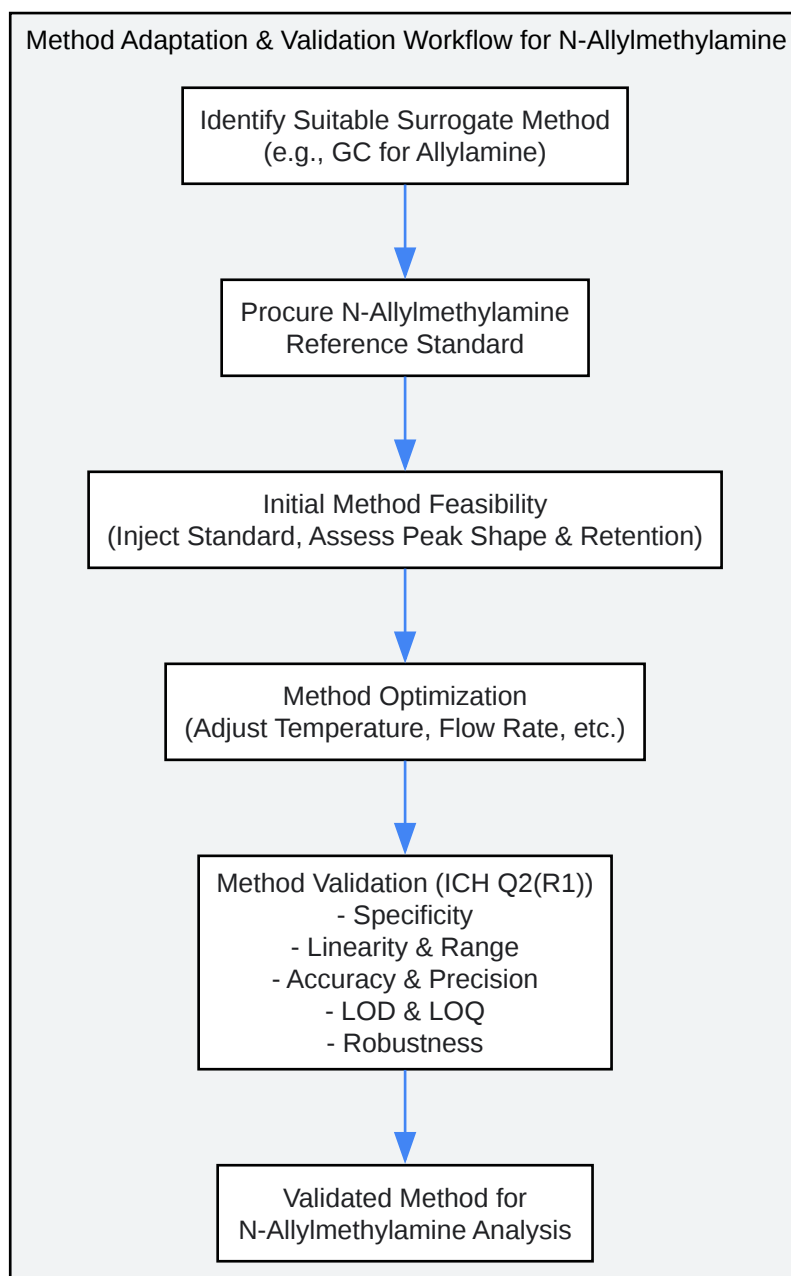 Method Adaptation & Validation Workflow for N-Allylmethylamine
Identify Suitable Surrogate Method
(e.g., GC for Allylamine)
Procure N-Allylmethylamine
Reference Standard
Initial Method Feasibility
(Inject Standard, Assess Peak Shape & Retention)
Method Optimization
(Adjust Temperature, Flow Rate, etc.)
Method Validation (ICH Q2(R1))
- Specificity
- Linearity & Range
- Accuracy & Precision
- LOD & LOQ
- Robustness
Validated Method for
N-Allylmethylamine Analysis